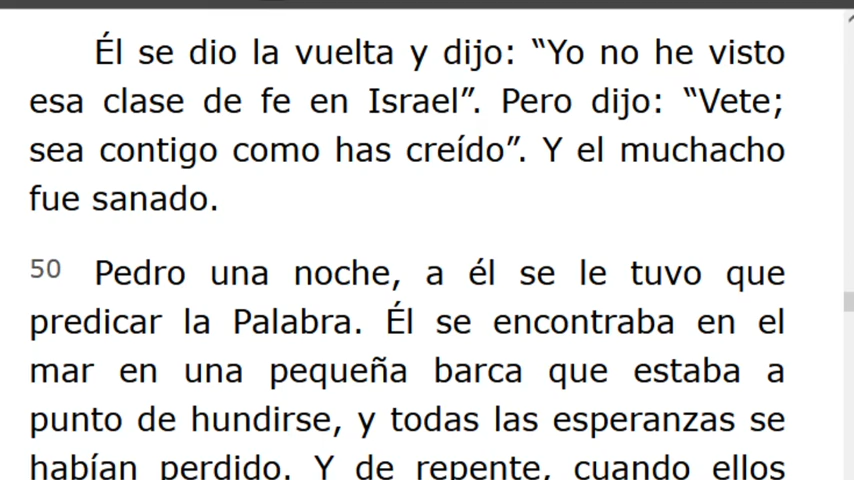 Él se dio la vuelta y dijo: “Yo no he visto
esa clase de fe en Israel”. Pero dijo: “Vete;
sea contigo como has creído”. Y el muchacho
fue sanado.
50 Pedro una noche, a él se le tuvo que
predicar la Palabra. Él se encontraba en el
mar en una pequeña barca que estaba a
punto de hundirse, y todas las esperanzas se
habían perdido. Y de repente, cuando ellos